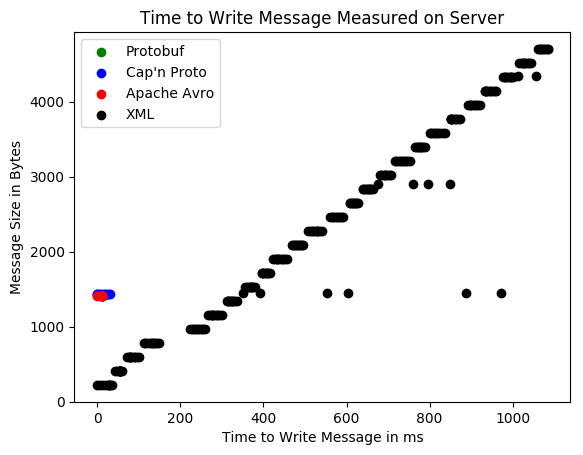 Time to Write Message Measured on Server
Protobuf
Cap'n Proto
Apache Avro
XML
Message Size in Bytes
4000
3000
2000
1000
0
0 200 400 600 800 1000
Time to Write Message in ms